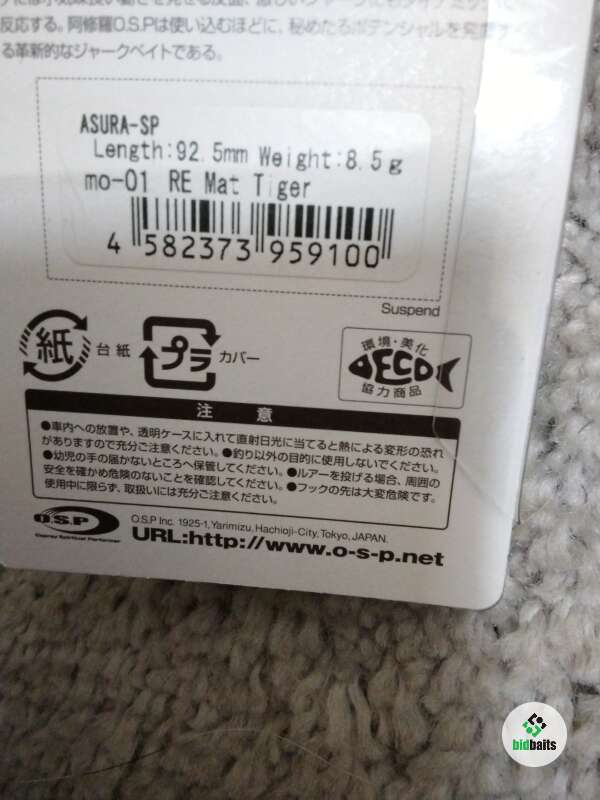 反応する。阿修羅O.S.Pは使い込むほどに、秘めたるポテンシャルを発揮す
る革新的なジャークベイトである。
ASURA-SP
Length:92.5mm Weight:8.5g
mo-01 RE Mat Tiger
4 582373 959100
Suspend
紙 台紙 プラ カバー
環境・美化
ECO
協力商品
注 意
●車内への放置や、透明ケースに入れて直射日光に当てると熱による変形の恐れ
がありますので充分ご注意ください。●釣り以外の目的に使用しないでください。
●幼児の手の届かないところへ保管してください。●ルアーを投げる場合、周囲の
安全を確かめ危険のないことを確認してください。●フックの先は大変危険です。
使用中に限らず、取扱いには充分ご注意ください。
O.S.P
Osprey Spiritual Performer
O.S.P Inc. 1925-1,Yarimizu,Hachioji-City,Tokyo,JAPAN.
URL:http://www.o-s-p.net
bidbaits